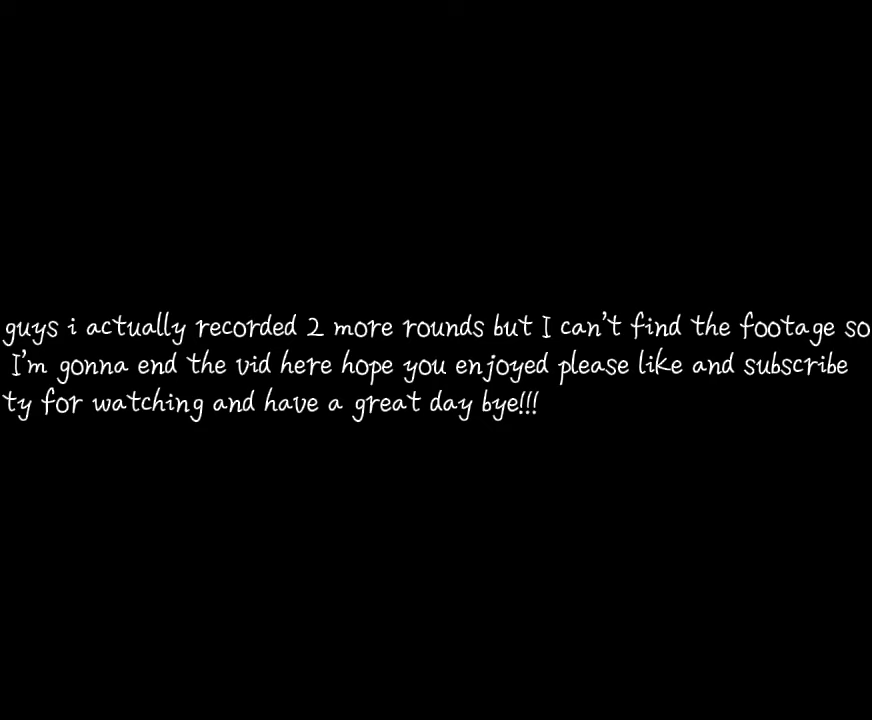 guys i actually recorded 2 more rounds but I can't find the footage so
I'm gonna end the vid here hope you enjoyed please like and subscribe
ty for watching and have a great day bye!!!